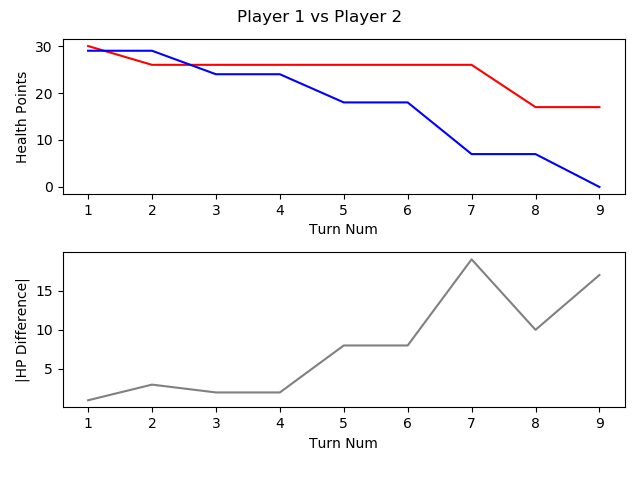 Player 1 vs Player 2
30
20
10
0
Health Points
1 2 3 4 5 6 7 8 9
Turn Num
15
10
5
|HP Difference|
1 2 3 4 5 6 7 8 9
Turn Num